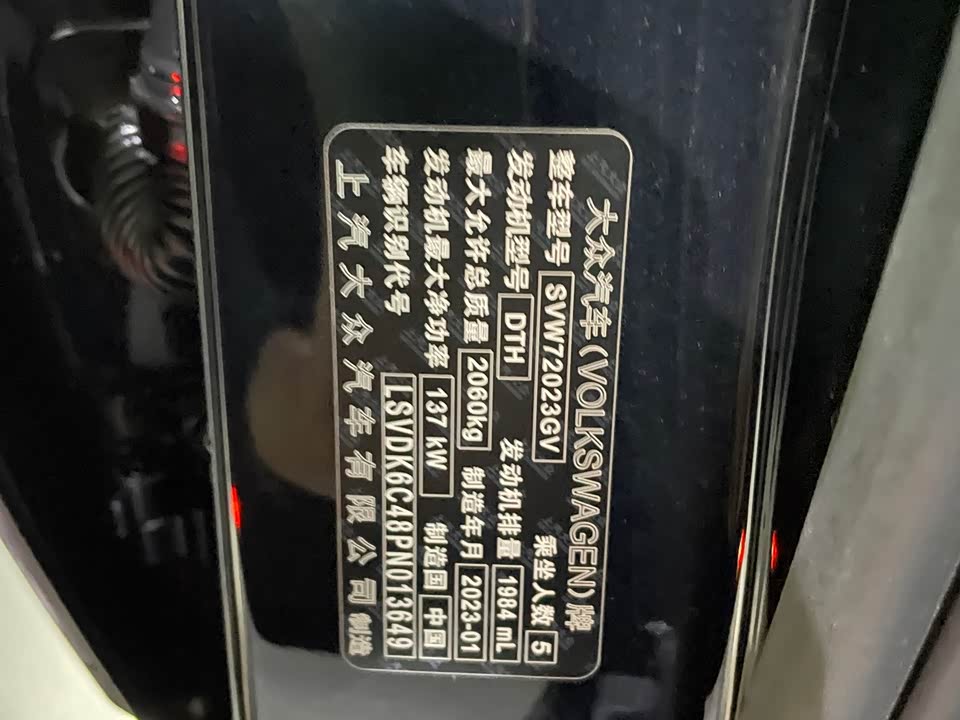 大众汽车(VOLKSWAGEN)牌
整车型号 SVW72023GV 乘坐人数 5
发动机型号 DTH 发动机排量 1984 mL
最大允许总质量 2060kg 制造年月 2023-01
发动机最大净功率 137 kW 制造国 中国
车辆识别代号 LSVDK6C48PN013649
上汽大众汽车有限公司制造